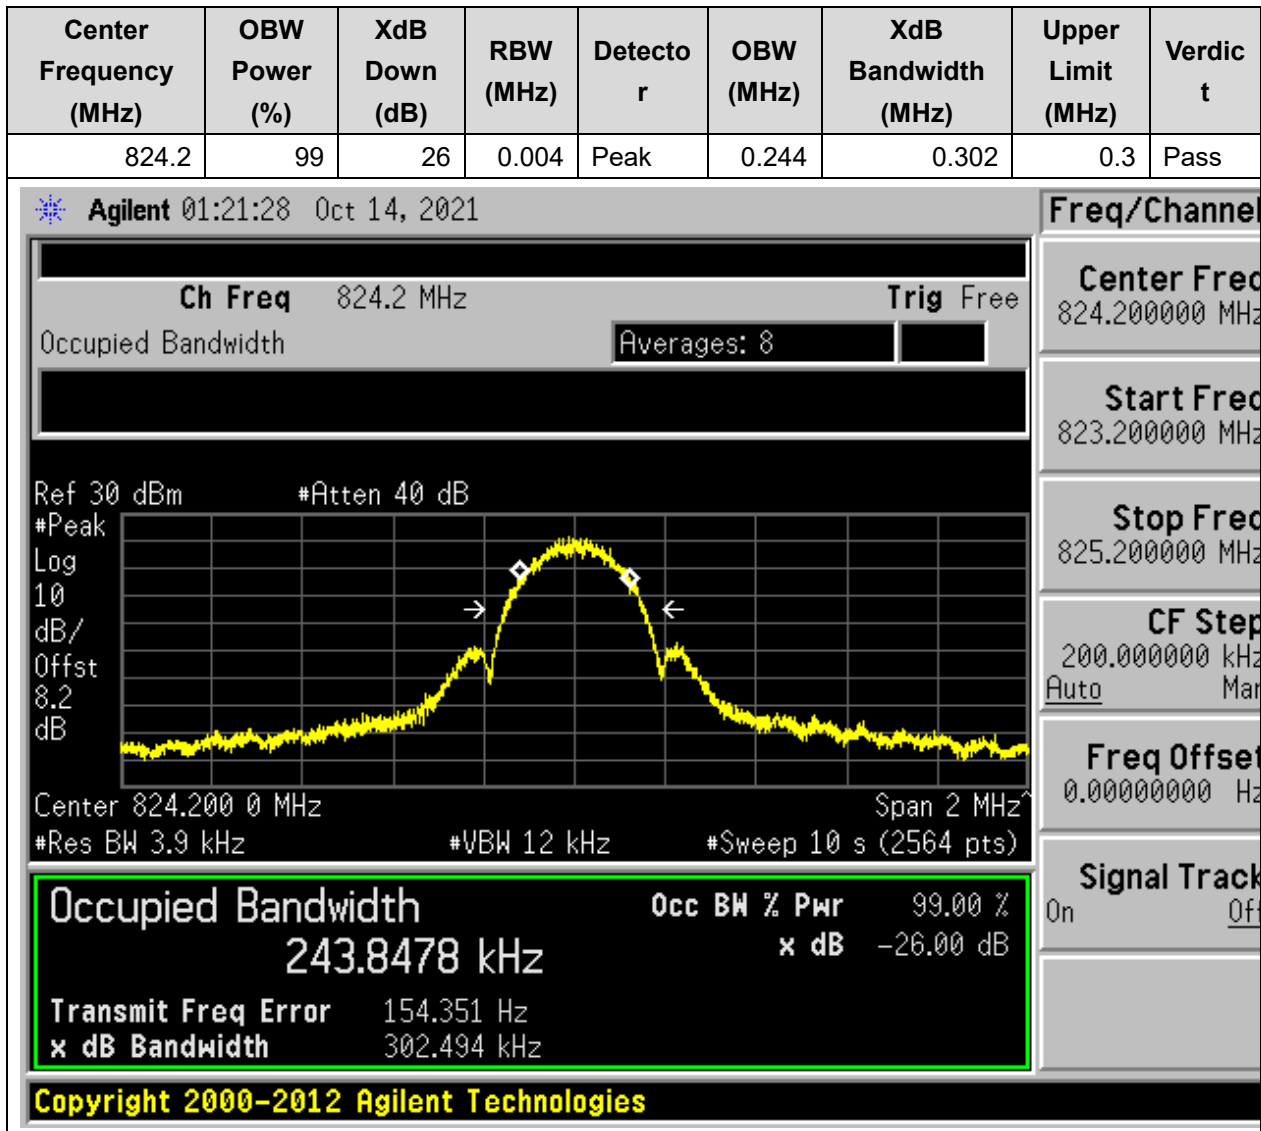 Center Frequency (MHz) OBW Power (%) XdB Down (dB) RBW (MHz) Detecto r OBW (MHz) XdB Bandwidth (MHz) Upper Limit (MHz) Verdic t
824.2 99 26 0.004 Peak 0.244 0.302 0.3 Pass
Agilent 01:21:28 Oct 14, 2021
Freq/Channel
Ch Freq 824.2 MHz Trig Free
Occupied Bandwidth Averages: 8
Center Freq
824.200000 MHz
Start Freq
823.200000 MHz
Stop Freq
825.200000 MHz
CF Step
200.000000 kHz
Auto Man
Freq Offset
0.00000000 Hz
Signal Track
On Off
Ref 30 dBm #Atten 40 dB
#Peak
Log
10
dB/
Offst
8.2
dB
Center 824.200 0 MHz Span 2 MHz^
#Res BW 3.9 kHz #VBW 12 kHz #Sweep 10 s (2564 pts)
Occupied Bandwidth
243.8478 kHz
Occ BW % Pwr 99.00 %
x dB -26.00 dB
Transmit Freq Error 154.351 Hz
x dB Bandwidth 302.494 kHz
Copyright 2000-2012 Agilent Technologies